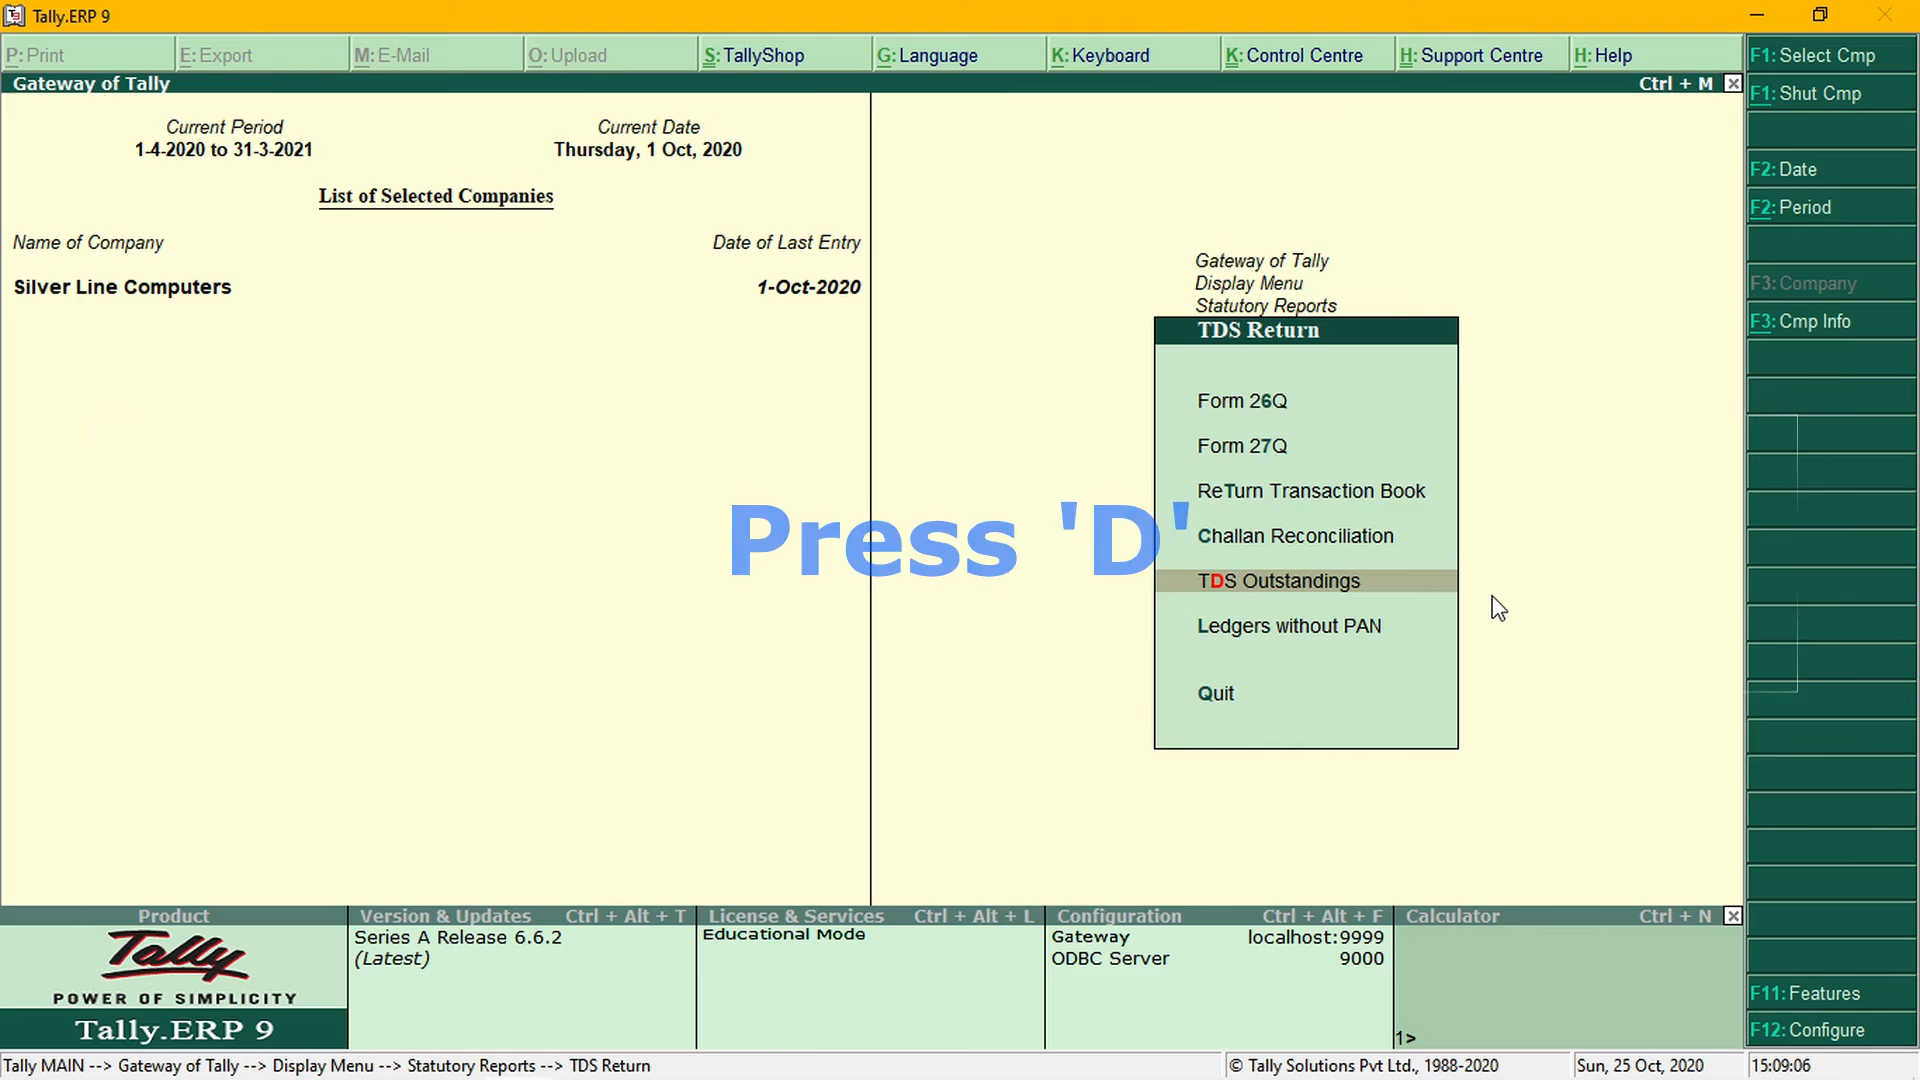 Tally.ERP 9
P: Print
E: Export
M: E-Mail
O: Upload
S: TallyShop
G: Language
K: Keyboard
K: Control Centre
H: Support Centre
H: Help
Gateway of Tally
Ctrl + M
Current Period
1-4-2020 to 31-3-2021
Current Date
Thursday, 1 Oct, 2020
List of Selected Companies
Name of Company
Date of Last Entry
Silver Line Computers
1-Oct-2020
Gateway of Tally
Display Menu
Statutory Reports
TDS Return
Form 26Q
Form 27Q
ReTurn Transaction Book
Challan Reconciliation
TDS Outstandings
Ledgers without PAN
Quit
Press 'D'
F1: Select Cmp
F1: Shut Cmp
F2: Date
F2: Period
F3: Company
F3: Cmp Info
F11: Features
F12: Configure
Product
Tally
POWER OF SIMPLICITY
Tally.ERP 9
Version & Updates
Ctrl + Alt + T
Series A Release 6.6.2
(Latest)
License & Services
Ctrl + Alt + L
Educational Mode
Configuration
Ctrl + Alt + F
Gateway
localhost:9999
ODBC Server
9000
Calculator
Ctrl + N
1>
Tally MAIN --> Gateway of Tally --> Display Menu --> Statutory Reports --> TDS Return
© Tally Solutions Pvt Ltd., 1988-2020
Sun, 25 Oct, 2020
15:09:06